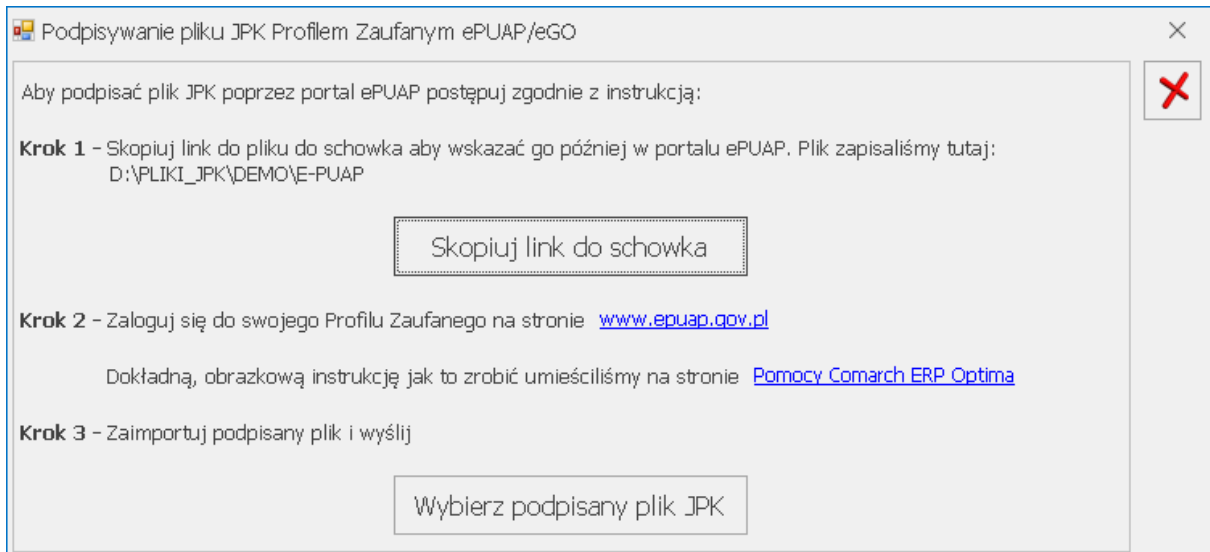 Podpisywanie pliku JPK Profilem Zaufanym ePUAP/eGO
Aby podpisać plik JPK poprzez portal ePUAP postępuj zgodnie z instrukcją:
Krok 1 - Skopiuj link do pliku do schowka aby wskazać go później w portalu ePUAP. Plik zapisaliśmy tutaj:
D:\PLIKI_JPK\DEMO\E-PUAP
Skopiuj link do schowka
Krok 2 - Zaloguj się do swojego Profilu Zaufanego na stronie www.epuap.gov.pl
Dokładną, obrazkową instrukcję jak to zrobić umieściliśmy na stronie Pomocy Comarch ERP Optima
Krok 3 - Zaimportuj podpisany plik i wyślij
Wybierz podpisany plik JPK